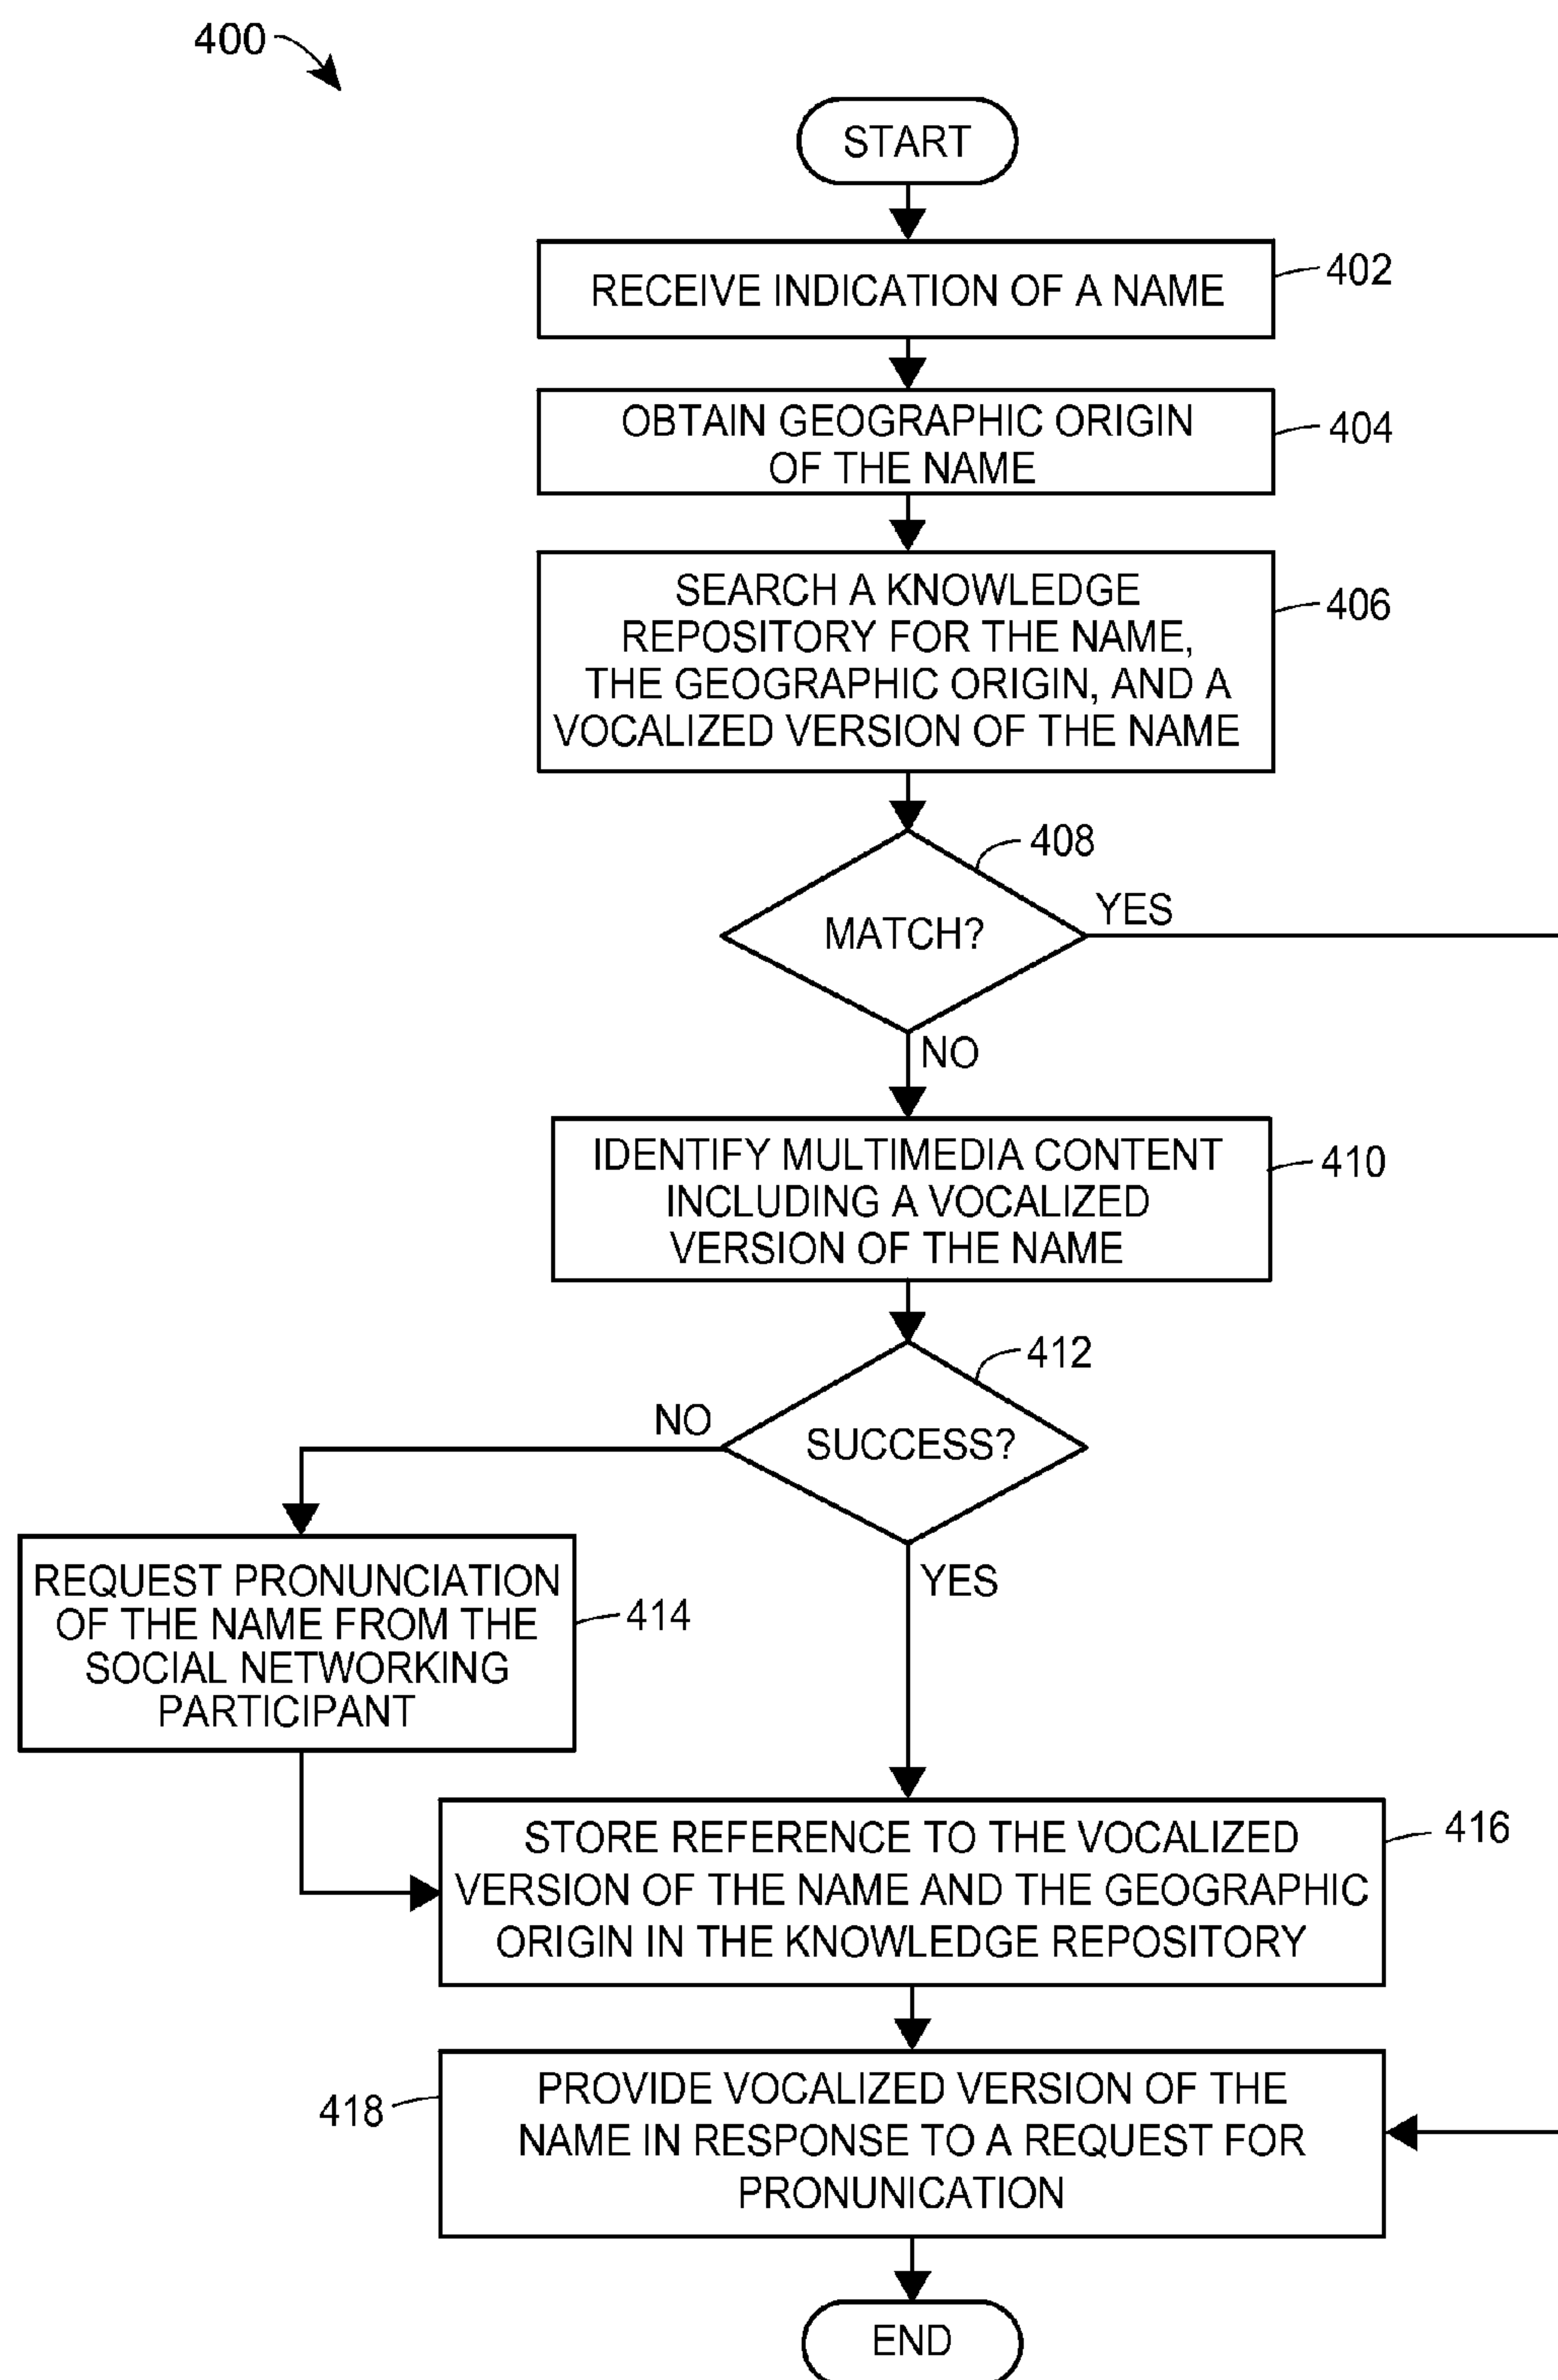 400
START
RECEIVE INDICATION OF A NAME
402
OBTAIN GEOGRAPHIC ORIGIN
OF THE NAME
404
SEARCH A KNOWLEDGE
REPOSITORY FOR THE NAME,
THE GEOGRAPHIC ORIGIN, AND A
VOCALIZED VERSION OF THE NAME
406
408
MATCH?
YES
NO
IDENTIFY MULTIMEDIA CONTENT
INCLUDING A VOCALIZED
VERSION OF THE NAME
410
412
SUCCESS?
NO
YES
REQUEST PRONUNCIATION
OF THE NAME FROM THE
SOCIAL NETWORKING
PARTICIPANT
414
STORE REFERENCE TO THE VOCALIZED
VERSION OF THE NAME AND THE GEOGRAPHIC
ORIGIN IN THE KNOWLEDGE REPOSITORY
416
PROVIDE VOCALIZED VERSION OF THE
NAME IN RESPONSE TO A REQUEST FOR
PRONUNICATION
418
END